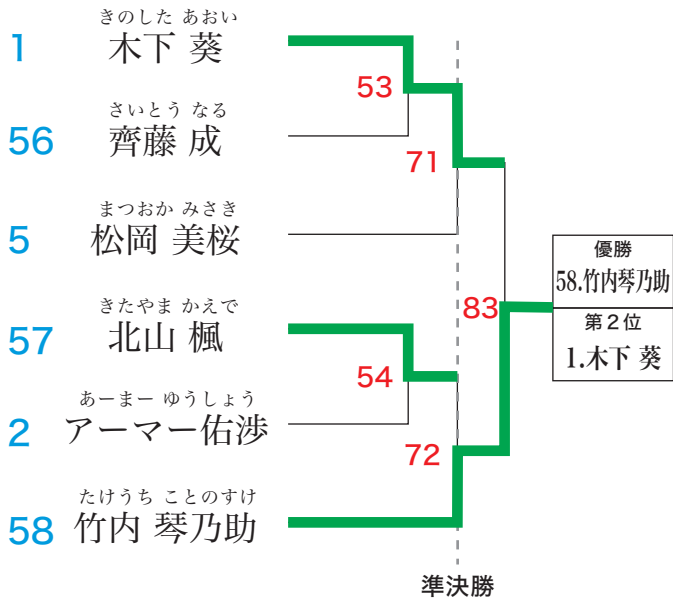 きのした あおい
1 木下 葵
53
さいとう なる
56 齊藤 成
71
まつおか みさき
5 松岡 美桜
優勝
58.竹内琴乃助
きたやま かえで
57 北山 楓
83
第2位
1.木下 葵
54
あーまー ゆうしょう
2 アーマー佑渉
72
たけうち ことのすけ
58 竹内 琴乃助
準決勝